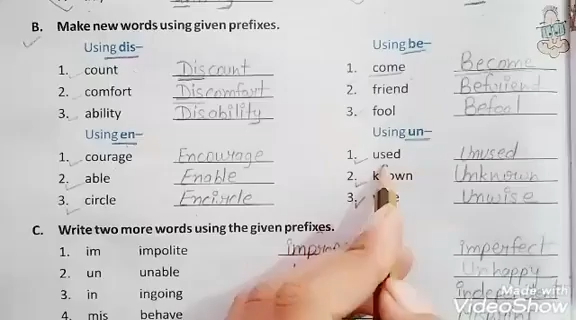 B. Make new words using given prefixes.
Using dis–
1. count Discount
2. comfort Discomfort
3. ability Disability
Using en–
1. courage Encourage
2. able Enable
3. circle Encircle
Using be–
1. come Become
2. friend Befriend
3. fool Befool
Using un–
1. used Unused
2. known Unknown
3. Unwise
C. Write two more words using the given prefixes.
1. im impolite imperfect
2. un unable Unhappy
3. in ingoing
4. mis behave
Made with
VideoShow